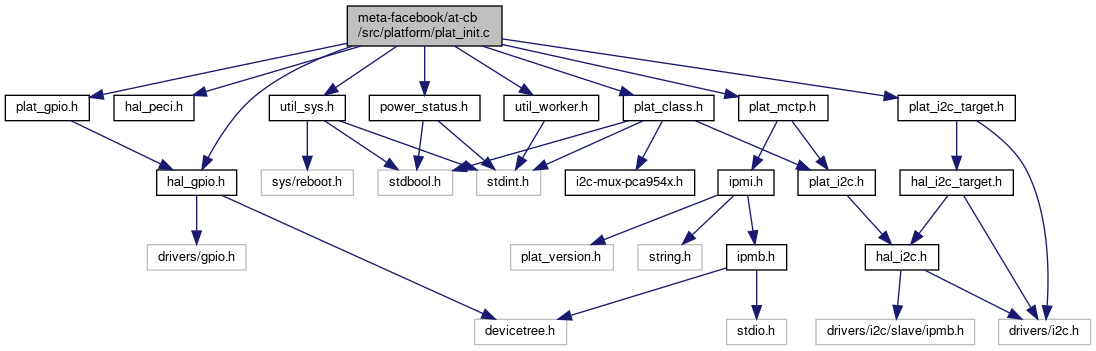 meta-facebook/at-cb
/src/platform/plat_init.c
plat_gpio.h
hal_peci.h
util_sys.h
power_status.h
util_worker.h
plat_class.h
plat_mctp.h
plat_i2c_target.h
hal_gpio.h
sys/reboot.h
stdbool.h
stdint.h
i2c-mux-pca954x.h
ipmi.h
plat_i2c.h
hal_i2c_target.h
drivers/gpio.h
plat_version.h
string.h
ipmb.h
hal_i2c.h
devicetree.h
stdio.h
drivers/i2c/slave/ipmb.h
drivers/i2c.h